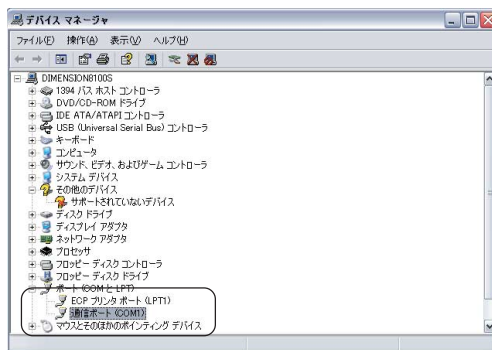 デバイス マネージャ
ファイル(F) 操作(A) 表示(V) ヘルプ(H)
DIMENSION8100S
1394 バス ホスト コントローラ
DVD/CD-ROM ドライブ
IDE ATA/ATAPI コントローラ
USB (Universal Serial Bus) コントローラ
キーボード
コンピュータ
サウンド、ビデオ、およびゲーム コントローラ
システム デバイス
その他のデバイス
サポートされていないデバイス
ディスク ドライブ
ディスプレイ アダプタ
ネットワーク アダプタ
プロセッサ
フロッピー ディスク コントローラ
フロッピー ディスク ドライブ
ポート (COM と LPT)
ECP プリンタ ポート (LPT1)
通信ポート (COM1)
マウスとそのほかのポインティング デバイス